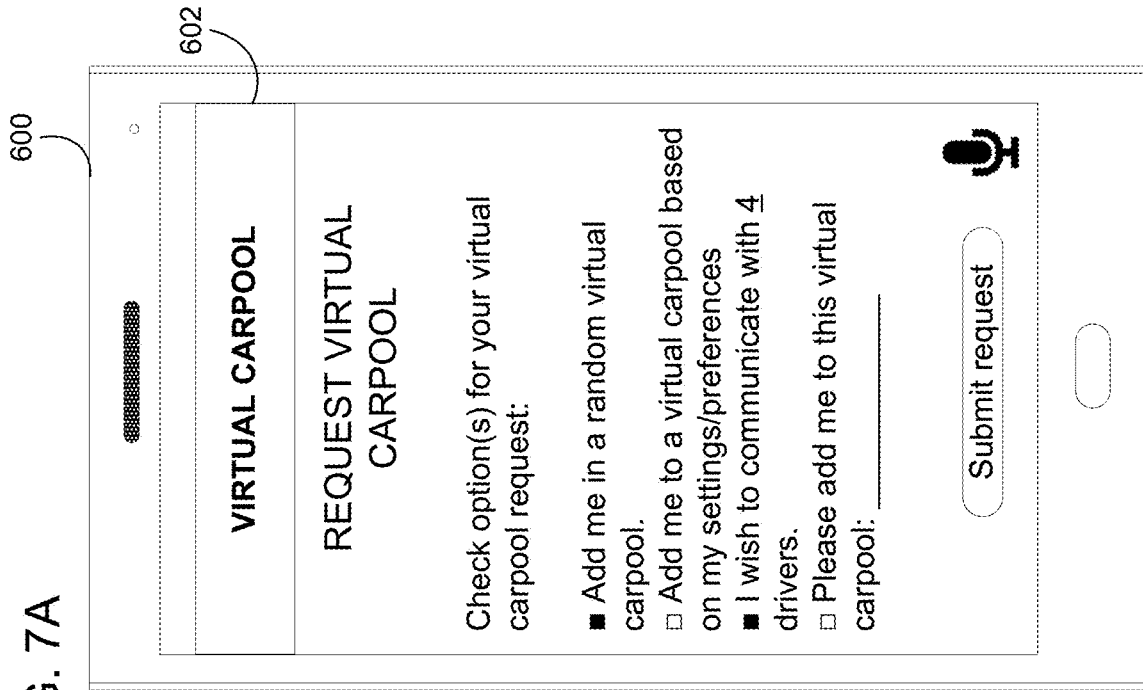 G. 7A
600
602
VIRTUAL CARPOOL
REQUEST VIRTUAL
CARPOOL
Check option(s) for your virtual
carpool request:
■ Add me in a random virtual
carpool.
□ Add me to a virtual carpool based
on my settings/preferences
■ I wish to communicate with 4
drivers.
□ Please add me to this virtual
carpool: __________
Submit request